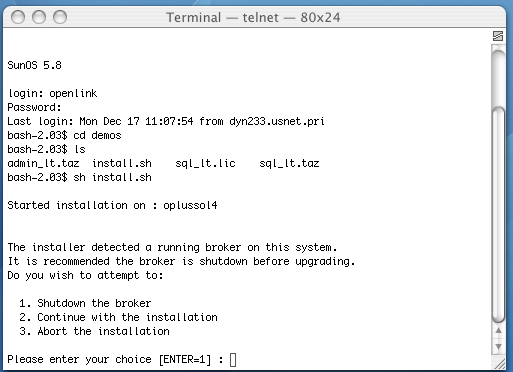 Terminal — telnet — 80x24
SunOS 5.8
login: openlink
Password:
Last login: Mon Dec 17 11:07:54 from dyn233.usnet.pri
bash-2.03$ cd demos
bash-2.03$ ls
admin_lt.taz  install.sh    sql_lt.lic    sql_lt.taz
bash-2.03$ sh install.sh
Started installation on : oplussol4
The installer detected a running broker on this system.
It is recommended the broker is shutdown before upgrading.
Do you wish to attempt to:
1. Shutdown the broker
2. Continue with the installation
3. Abort the installation
Please enter your choice [ENTER=1] :